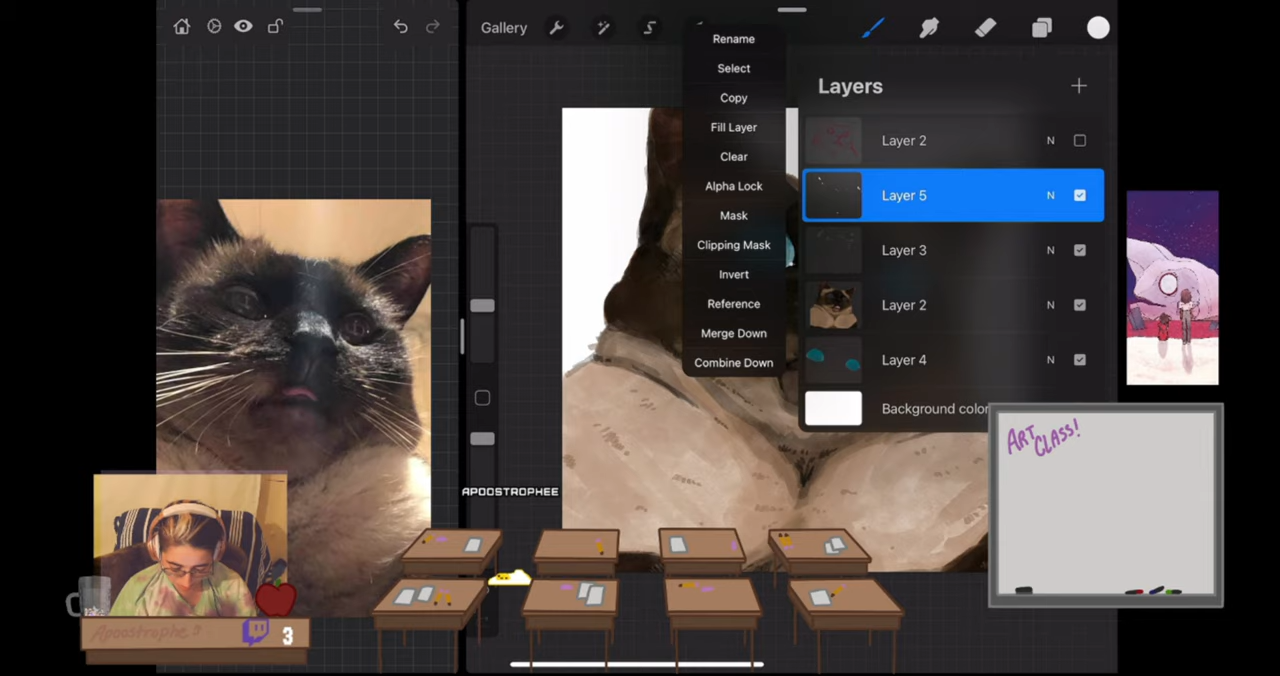 Gallery
Rename
Select
Copy
Fill Layer
Clear
Alpha Lock
Mask
Clipping Mask
Invert
Reference
Merge Down
Combine Down
Layers
Layer 2 N
Layer 5 N
Layer 3 N
Layer 2 N
Layer 4 N
Background color
ART
CLASS!
APOOSTROPHEE
Apoostrophe's
3